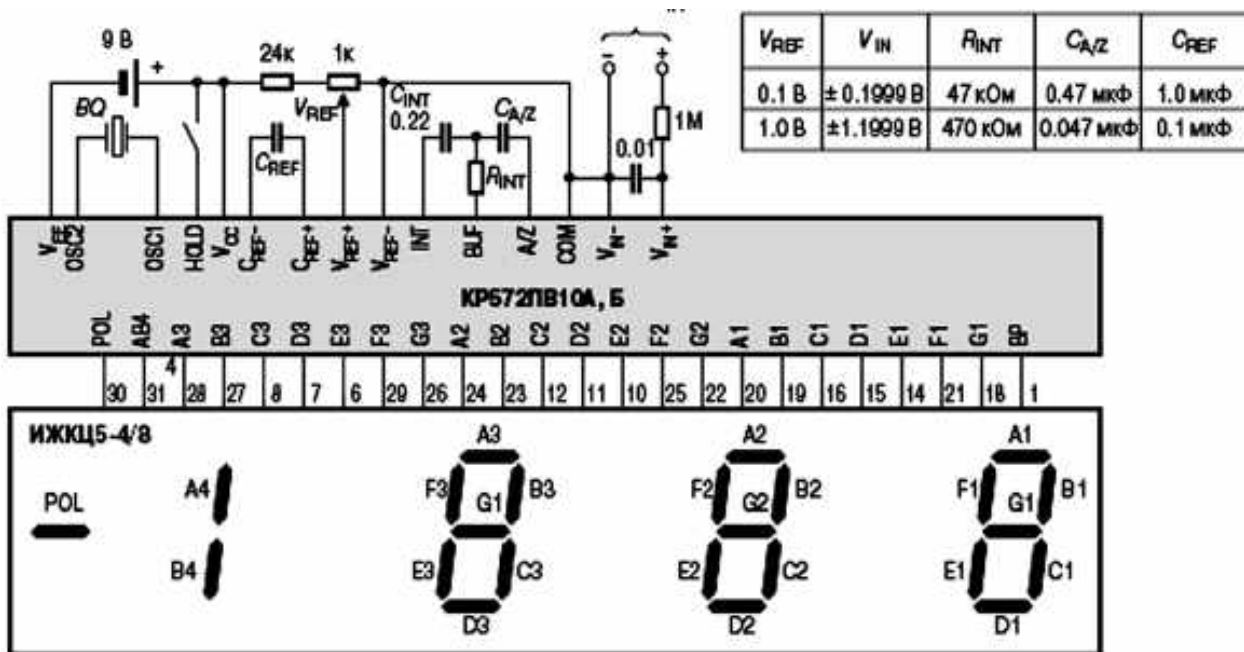 9 В
+
24к
1к
BQ
VREF
CINT
0.22
CA/Z
CREF
RINT
0.01
1М
-
+
VREF VIN RINT CA/Z CREF
0.1 В ±0.1999 В 47 кОм 0.47 мкФ 1.0 мкФ
1.0 В ±1.1999 В 470 кОм 0.047 мкФ 0.1 мкФ
VEE OSC2 OSC1 HOLD VCC CREF- CREF+ VREF+ VREF- INT BUF A/Z COM VIN- VIN+
КР572ПВ10А, Б
POL AB4 A3 B3 C3 D3 E3 F3 G3 A2 B2 C2 D2 E2 F2 G2 A1 B1 C1 D1 E1 F1 G1 BP
4
30 31 28 27 8 7 6 29 26 24 23 12 11 10 25 22 20 19 16 15 14 21 18 1
ИЖКЦ5-4/8
A3 A2 A1
POL A4 F3 G1 B3 F2 G2 B2 F1 G1 B1
B4 E3 C3 E2 C2 E1 C1
D3 D2 D1